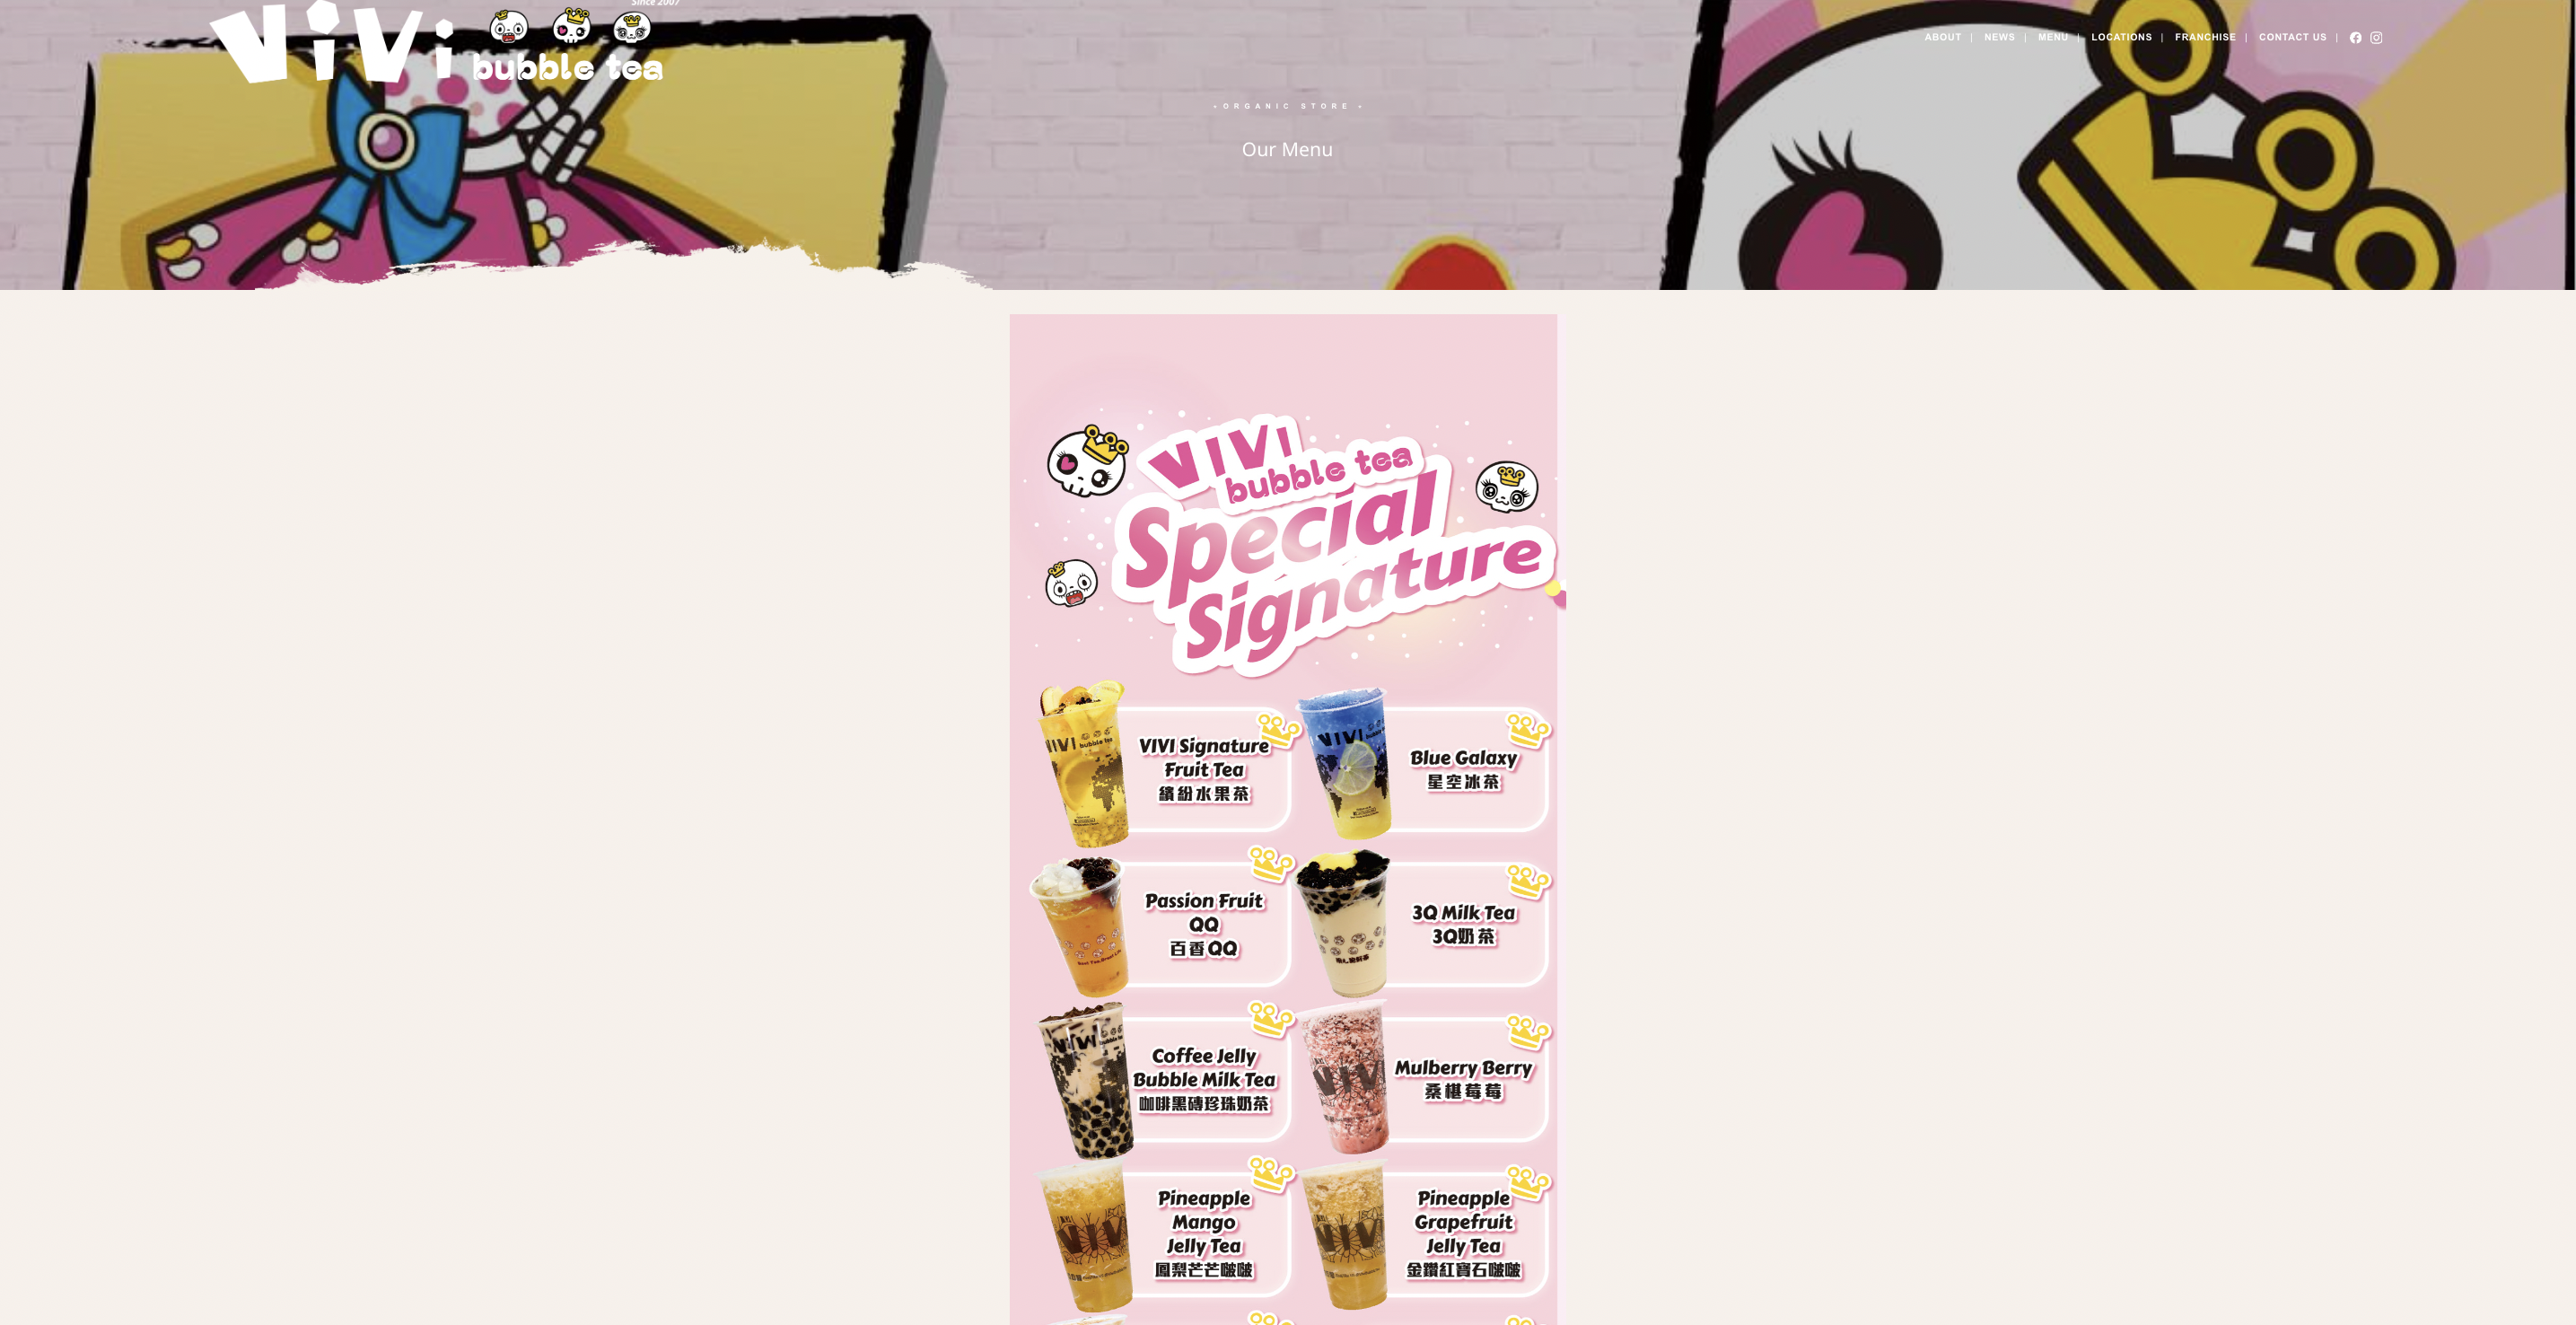 Since 2007
ViVi
bubble tea
ABOUT | NEWS | MENU | LOCATIONS | FRANCHISE | CONTACT US |
• ORGANIC STORE •
Our Menu
VIVI
bubble tea
Special
Signature
VIVI Signature
Fruit Tea
繽紛水果茶
Blue Galaxy
星空冰茶
Passion Fruit
QQ
百香QQ
3Q Milk Tea
3Q奶茶
Coffee Jelly
Bubble Milk Tea
咖啡黑磚珍珠奶茶
Mulberry Berry
桑椹莓莓
Pineapple
Mango
Jelly Tea
鳳梨芒芒啵啵
Pineapple
Grapefruit
Jelly Tea
金鑽紅寶石啵啵